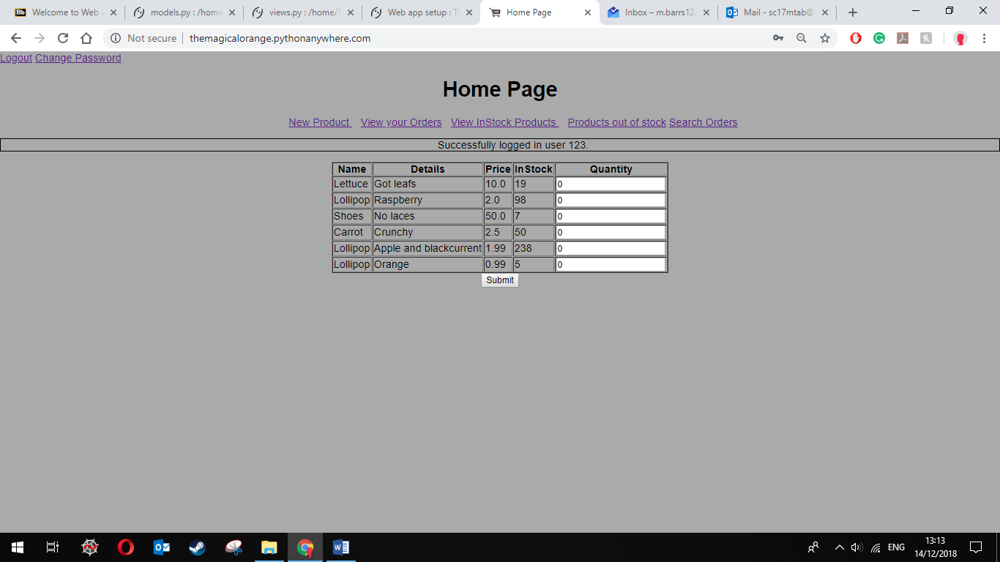 Welcome to Web A
models.py : /home
views.py : /home/T
Web app setup : Th
Home Page
Inbox – m.barrs12
Mail - sc17mtab@
Not secure
themagicalorange.pythonanywhere.com
Logout Change Password
Home Page
New Product View your Orders View InStock Products Products out of stock Search Orders
Successfully logged in user 123.
Name Details Price InStock Quantity
Lettuce Got leafs 10.0 19 0
Lollipop Raspberry 2.0 98 0
Shoes No laces 50.0 7 0
Carrot Crunchy 2.5 50 0
Lollipop Apple and blackcurrent 1.99 238 0
Lollipop Orange 0.99 5 0
Submit
ENG
13:13
14/12/2018